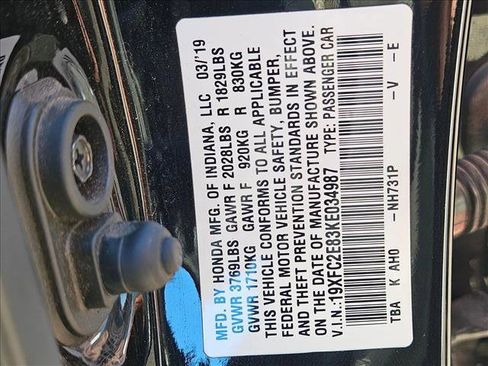 MFD. BY HONDA MFG. OF INDIANA, LLC 03/'19
GVWR 3769LBS GAWR F 2028LBS R 1829LBS
GVWR 1710KG GAWR F 920KG R 830KG
THIS VEHICLE CONFORMS TO ALL APPLICABLE
FEDERAL MOTOR VEHICLE SAFETY, BUMPER,
AND THEFT PREVENTION STANDARDS IN EFFECT
ON THE DATE OF MANUFACTURE SHOWN ABOVE.
V.I.N.:19XFC2E83KE034987 TYPE: PASSENGER CAR
TBA K AH0 -NH731P -V -E